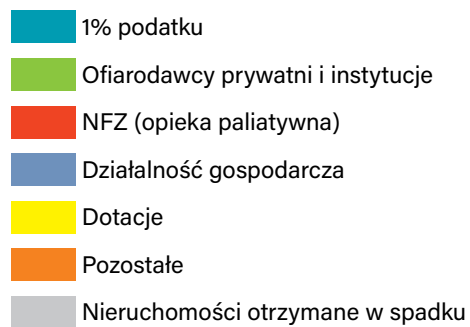 1% podatku
Ofiarodawcy prywatni i instytucje
NFZ (opieka paliatywna)
Działalność gospodarcza
Dotacje
Pozostałe
Nieruchomości otrzymane w spadku